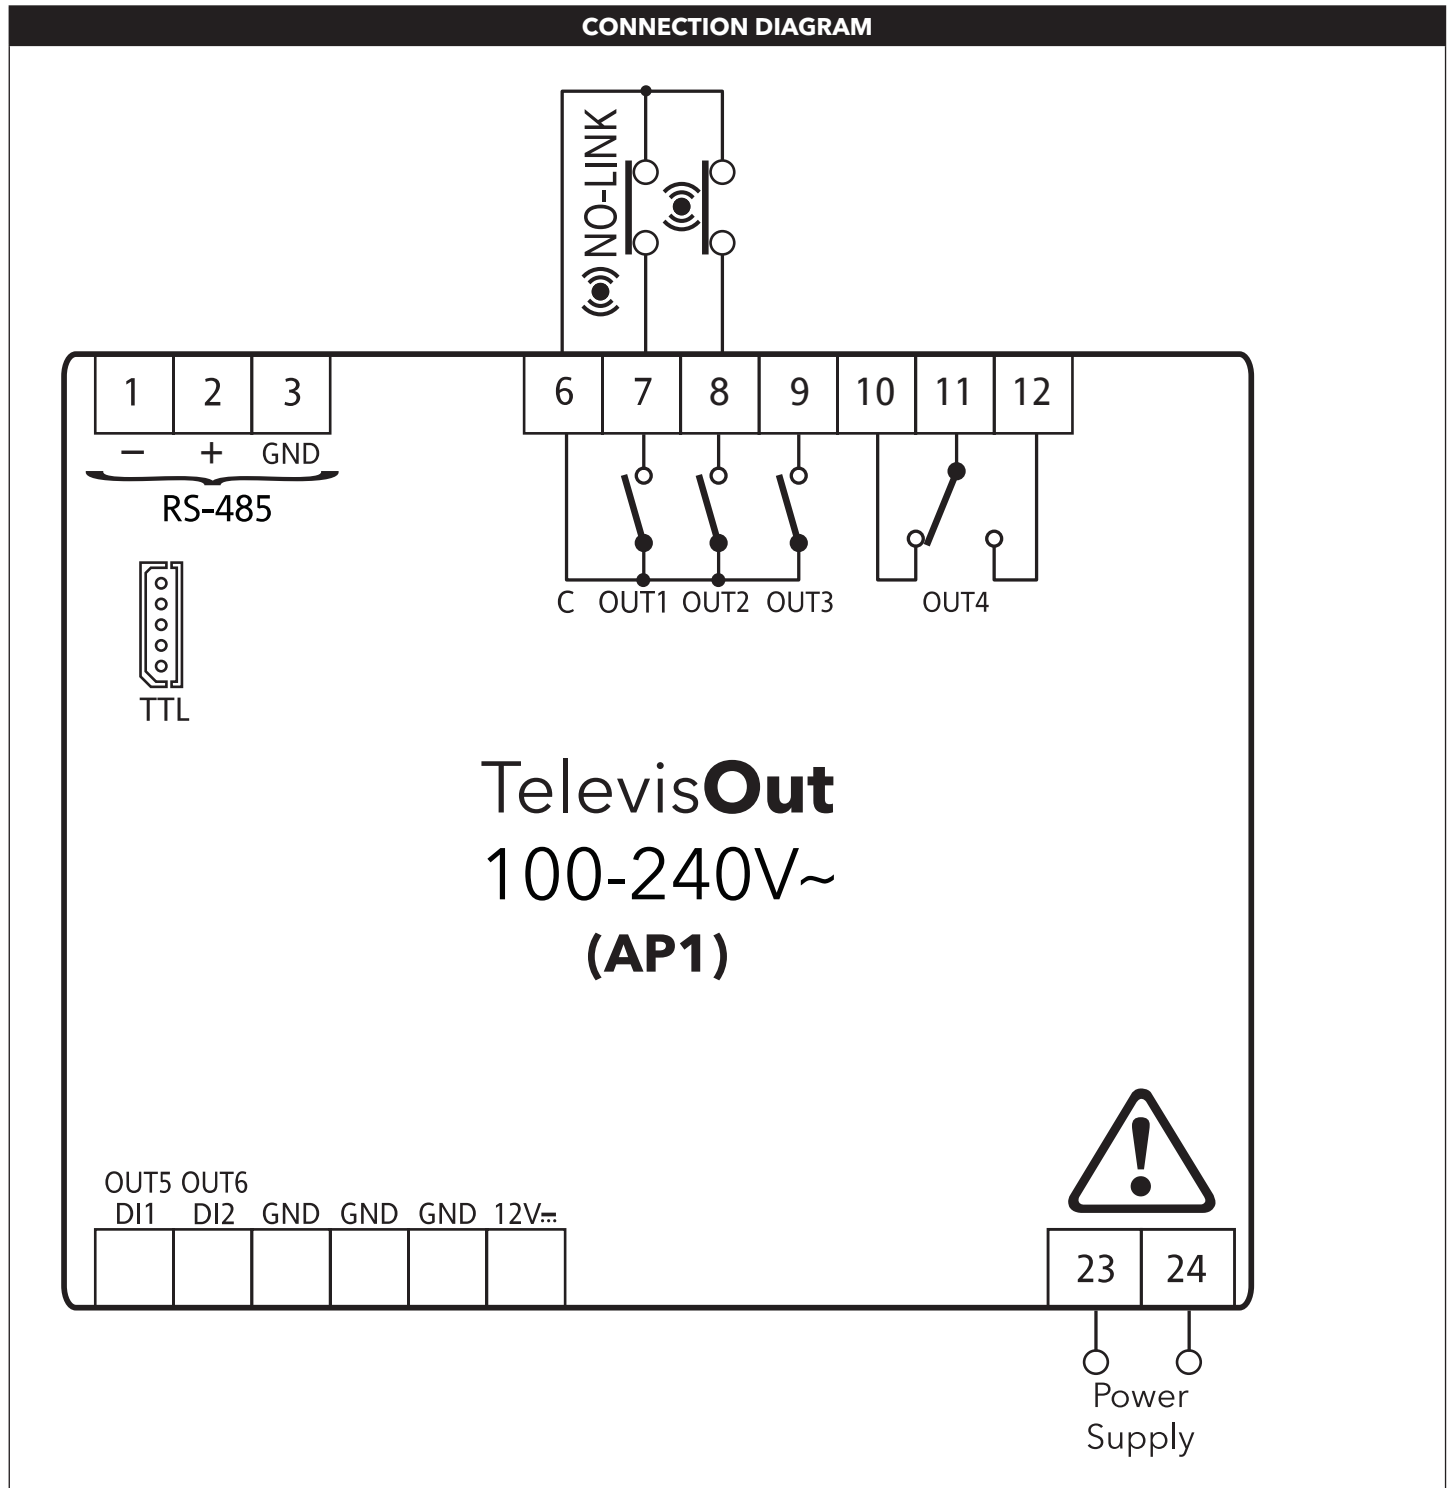 CONNECTION DIAGRAM
NO-LINK
1 2 3
6 7 8 9 10 11 12
− + GND
RS-485
C OUT1 OUT2 OUT3 OUT4
TTL
TelevisOut
100-240V~
(AP1)
OUT5 OUT6
DI1 DI2 GND GND GND 12V⎓
23 24
Power
Supply